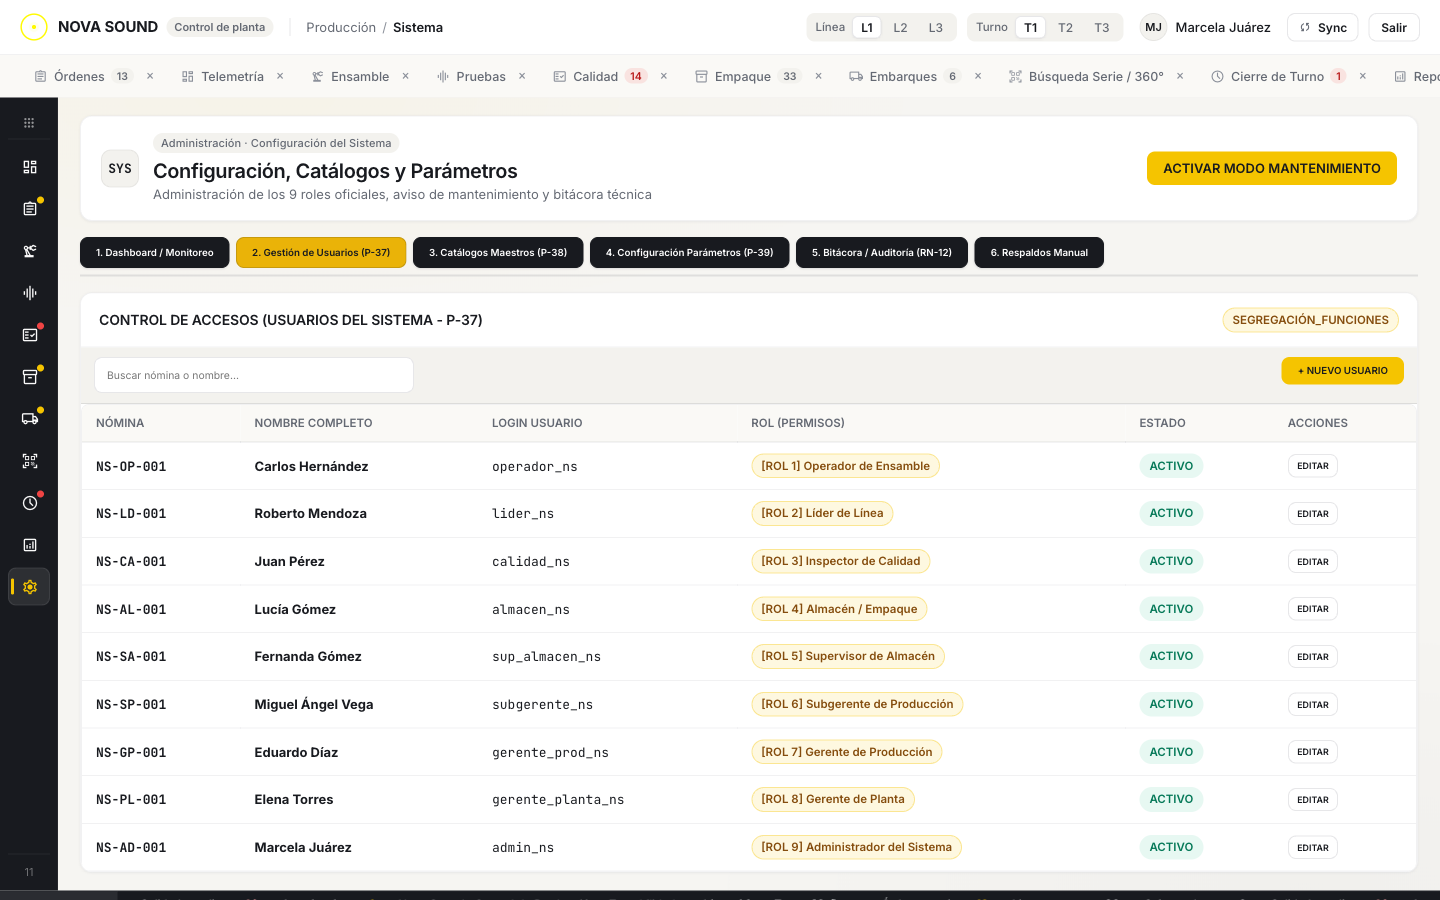 NOVA SOUND
Control de planta
Producción / Sistema
Línea L1 L2 L3
Turno T1 T2 T3
MJ Marcela Juárez
Sync
Salir
Órdenes 13 ×
Telemetría ×
Ensamble ×
Pruebas ×
Calidad 14 ×
Empaque 33 ×
Embarques 6 ×
Búsqueda Serie / 360° ×
Cierre de Turno 1 ×
Repo
SYS
Administración · Configuración del Sistema
Configuración, Catálogos y Parámetros
Administración de los 9 roles oficiales, aviso de mantenimiento y bitácora técnica
ACTIVAR MODO MANTENIMIENTO
1. Dashboard / Monitoreo
2. Gestión de Usuarios (P-37)
3. Catálogos Maestros (P-38)
4. Configuración Parámetros (P-39)
5. Bitácora / Auditoría (RN-12)
6. Respaldos Manual
CONTROL DE ACCESOS (USUARIOS DEL SISTEMA - P-37)
SEGREGACIÓN_FUNCIONES
Buscar nómina o nombre...
+ NUEVO USUARIO
NÓMINA NOMBRE COMPLETO LOGIN USUARIO ROL (PERMISOS) ESTADO ACCIONES
NS-OP-001 Carlos Hernández operador_ns [ROL 1] Operador de Ensamble ACTIVO EDITAR
NS-LD-001 Roberto Mendoza lider_ns [ROL 2] Líder de Línea ACTIVO EDITAR
NS-CA-001 Juan Pérez calidad_ns [ROL 3] Inspector de Calidad ACTIVO EDITAR
NS-AL-001 Lucía Gómez almacen_ns [ROL 4] Almacén / Empaque ACTIVO EDITAR
NS-SA-001 Fernanda Gómez sup_almacen_ns [ROL 5] Supervisor de Almacén ACTIVO EDITAR
NS-SP-001 Miguel Ángel Vega subgerente_ns [ROL 6] Subgerente de Producción ACTIVO EDITAR
NS-GP-001 Eduardo Díaz gerente_prod_ns [ROL 7] Gerente de Producción ACTIVO EDITAR
NS-PL-001 Elena Torres gerente_planta_ns [ROL 8] Gerente de Planta ACTIVO EDITAR
NS-AD-001 Marcela Juárez admin_ns [ROL 9] Administrador del Sistema ACTIVO EDITAR
11